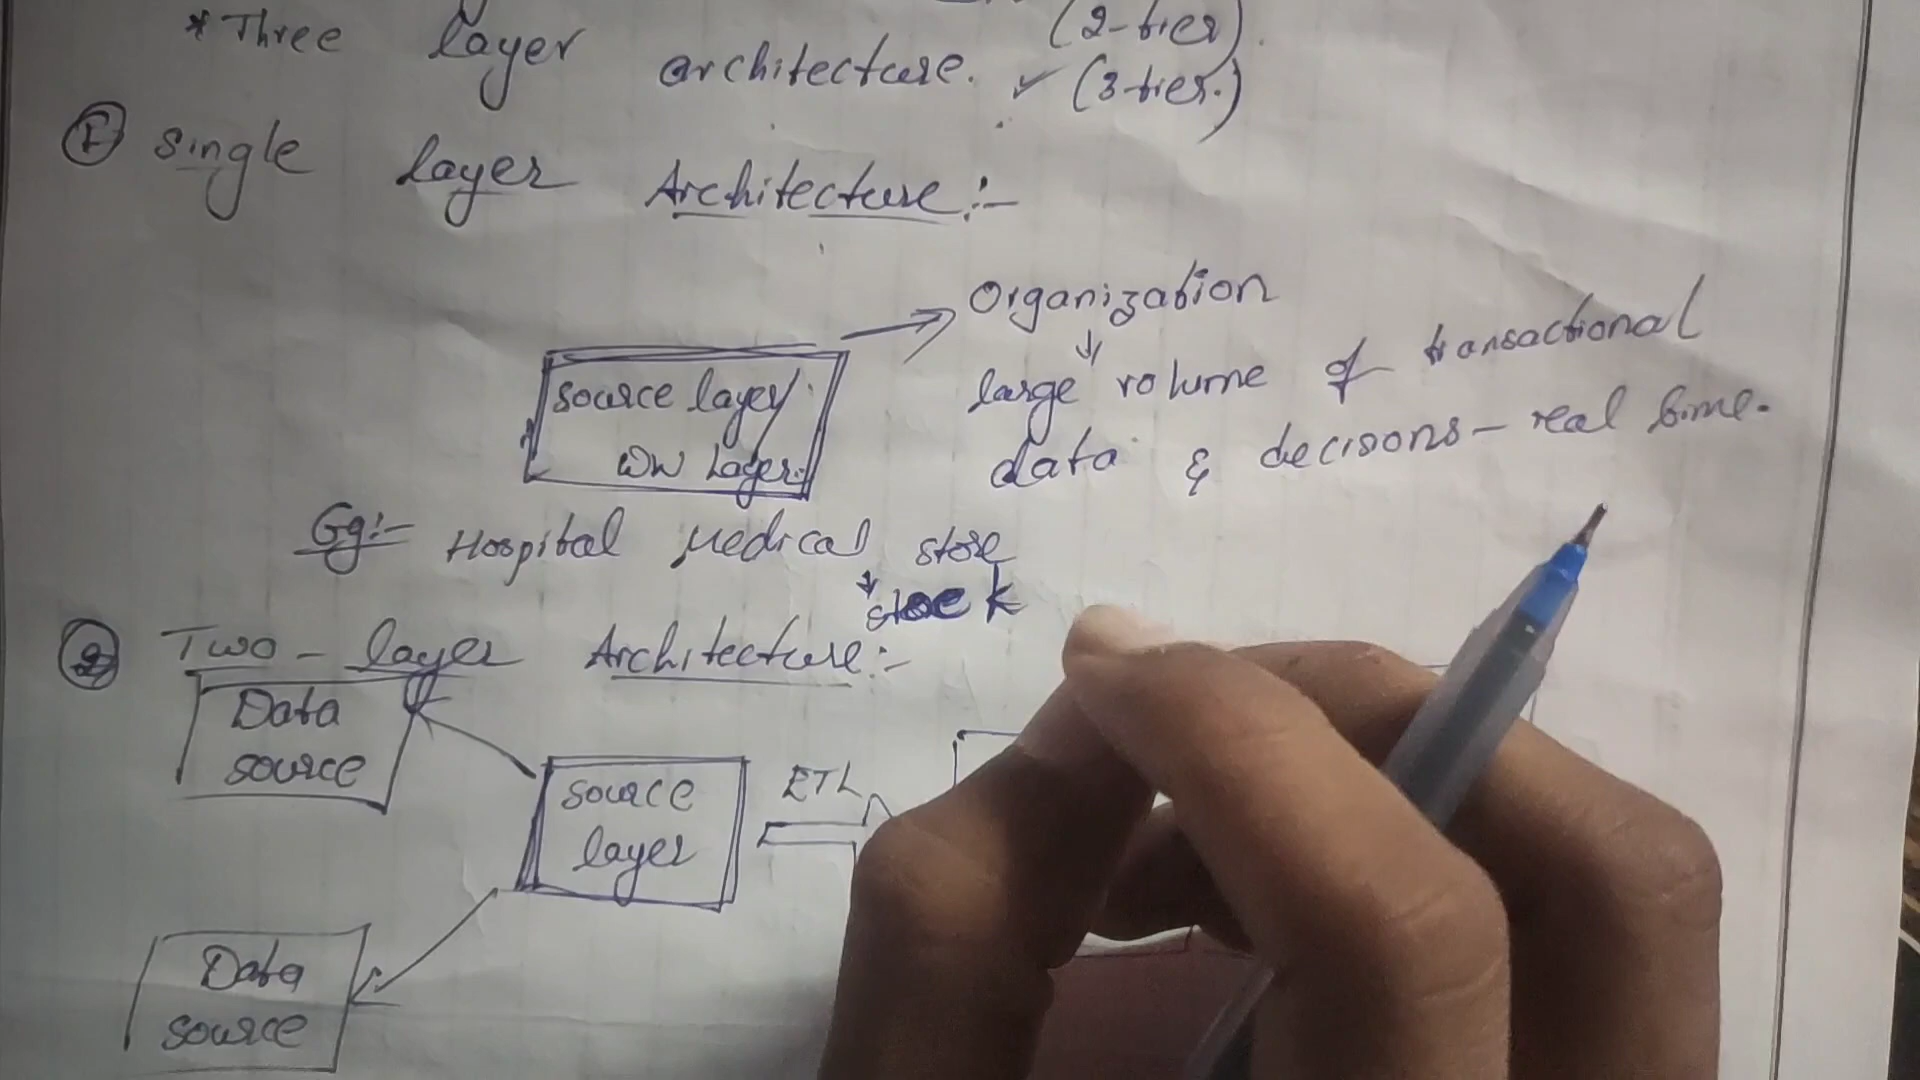 (2-tier).
* Three layer architecture. ✓ (3-tier.)
① Single layer Architecture:-
Organization
↓
large volume of transactional
data & decisions - real time.
source layer
DW Layer.
Eg:- Hospital Medical store
↓
stock
② Two-layer Architecture:-
Data
source
source
layer
ETL
Data
source